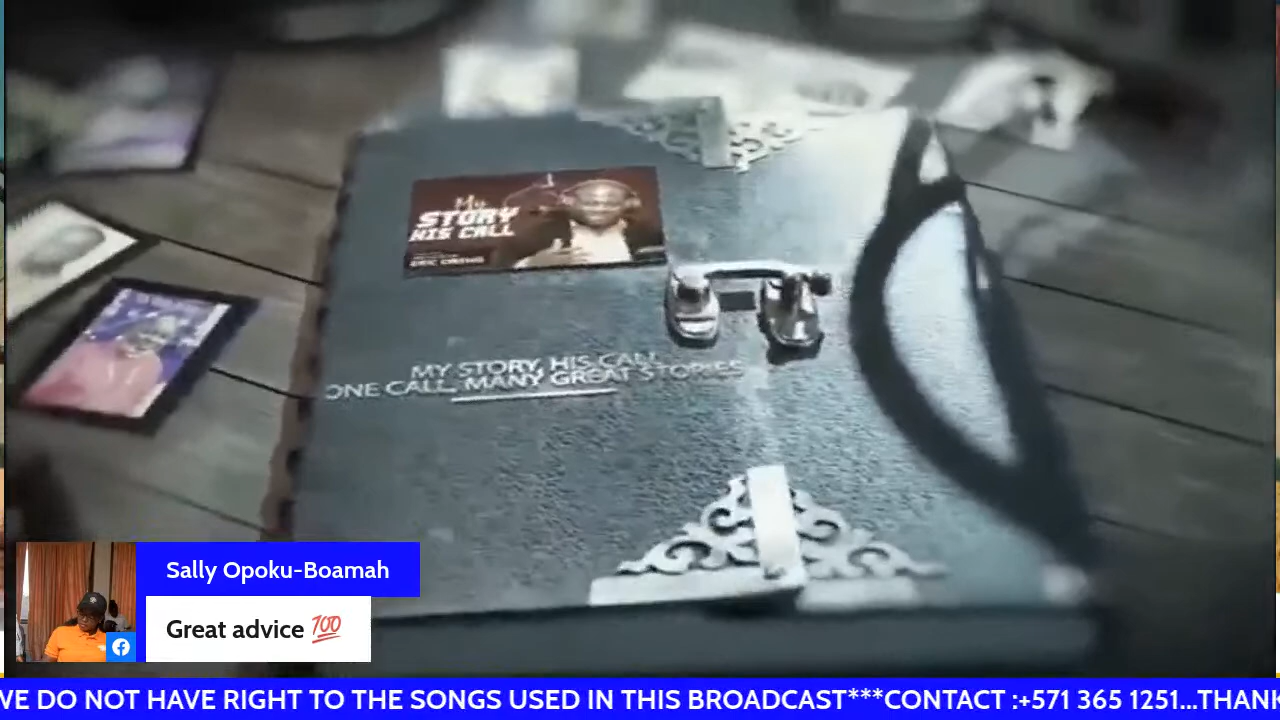 My
STORY
HIS CALL
MY STORY, HIS CALL
ONE CALL, MANY GREAT STORIES
Sally Opoku-Boamah
Great advice 💯
WE DO NOT HAVE RIGHT TO THE SONGS USED IN THIS BROADCAST***CONTACT :+571 365 1251...THANK